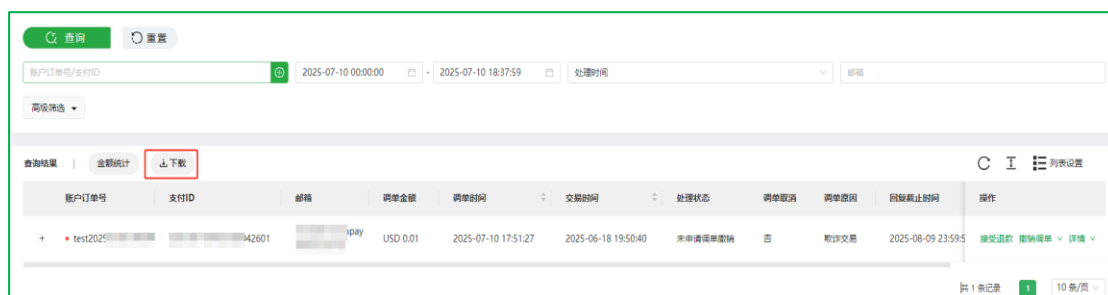 查询 重置
账户订单号/支付ID 2025-07-10 00:00:00 - 2025-07-10 18:37:59 处理时间 邮箱
高级筛选
查询结果 | 金额统计 下载 列表设置
账户订单号 支付ID 邮箱 调单金额 调单时间 交易时间 处理状态 调单取消 调单原因 回复截止时间 操作
+ test2025 42601 pay USD 0.01 2025-07-10 17:51:27 2025-06-18 19:50:40 未申请调单撤销 否 欺诈交易 2025-08-09 23:59:5 接受退款 撤销调单 详情
共 1 条记录 1 10 条/页